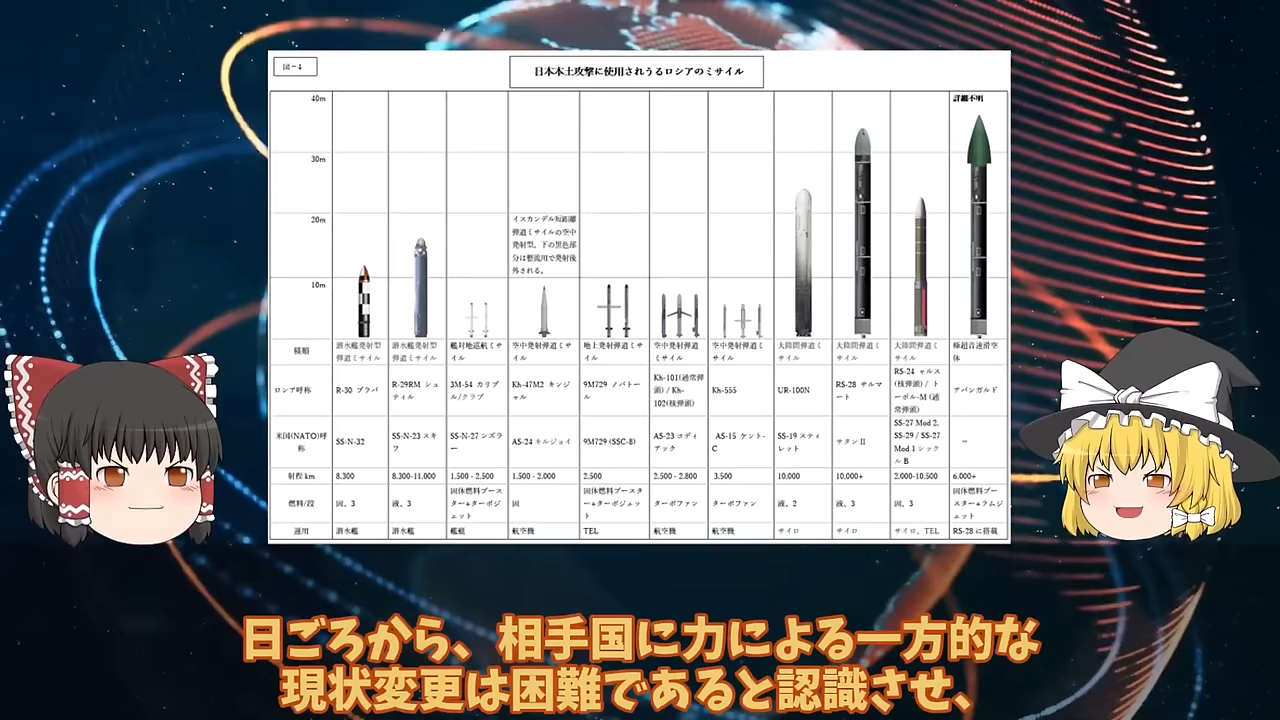 図-4
日本本土攻撃に使用されうるロシアのミサイル
40m
詳細不明
30m
20m
イスカンデル短距離
弾道ミサイルの空中
発射型。下の黒色部
分は整流用で発射後
外される。
10m
種類
潜水艦発射型
弾道ミサイル
潜水艦発射型
弾道ミサイル
艦対地巡航ミサ
イル
空中発射弾道ミ
サイル
地上発射弾道ミ
サイル
空中発射弾道
ミサイル
空中発射弾道ミ
サイル
大陸間弾道ミ
サイル
大陸間弾道ミ
サイル
大陸間弾道ミ
サイル
極超音速滑空
体
ロシア呼称
R-30 ブラバ
R-29RM シュ
ティル
3M-54 カリブ
ル/クラブ
Kh-47M2 キンジ
ャル
9M729 ノバトー
ル
Kh-101(通常弾
頭) / Kh-
102(核弾頭)
Kh-555
UR-100N
RS-28 サルマ
ート
RS-24 ヤルス
(核弾頭) / ト
ーポル-M (通
常弾頭)
アバンガルド
米国(NATO)呼
称
SS-N-32
SS-N-23 スキ
フ
SS-N-27 シズラ
ー
AS-24 キルジョイ
9M729 (SSC-8)
AS-23 コディ
アック
AS-15 ケント-
C
SS-19 スティ
レット
サタンⅡ
SS-27 Mod 2,
SS-29 / SS-27
Mod 1 シック
ル B
-
射程 km
8.300
8.300-11.000
1.500 - 2.500
1.500 - 2.000
2.500
2.500 - 2.800
3.500
10.000
10.000+
2.000-10.500
6.000+
燃料/段
固、3
液、3
固体燃料ブース
ター+ターボジ
ェット
固
固体燃料ブースタ
ー+ターボジェッ
ト
ターボファン
ターボファン
液、2
液、3
固、3
固体燃料ブー
スター+ラムジ
ェット
運用
潜水艦
潜水艦
艦艇
航空機
TEL
航空機
航空機
サイロ
サイロ
サイロ、TEL
RS-28 に搭載
日ごろから、相手国に力による一方的な
現状変更は困難であると認識させ、